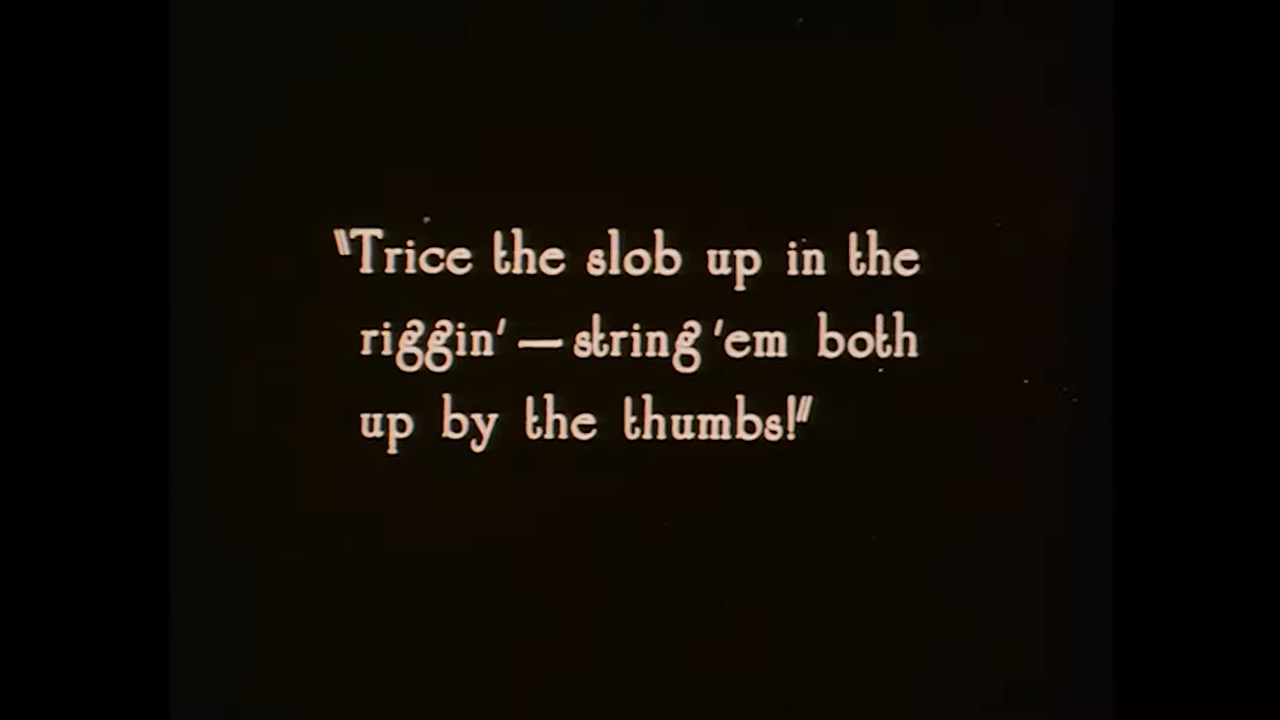 "Trice the slob up in the
riggin' — string 'em both
up by the thumbs!"